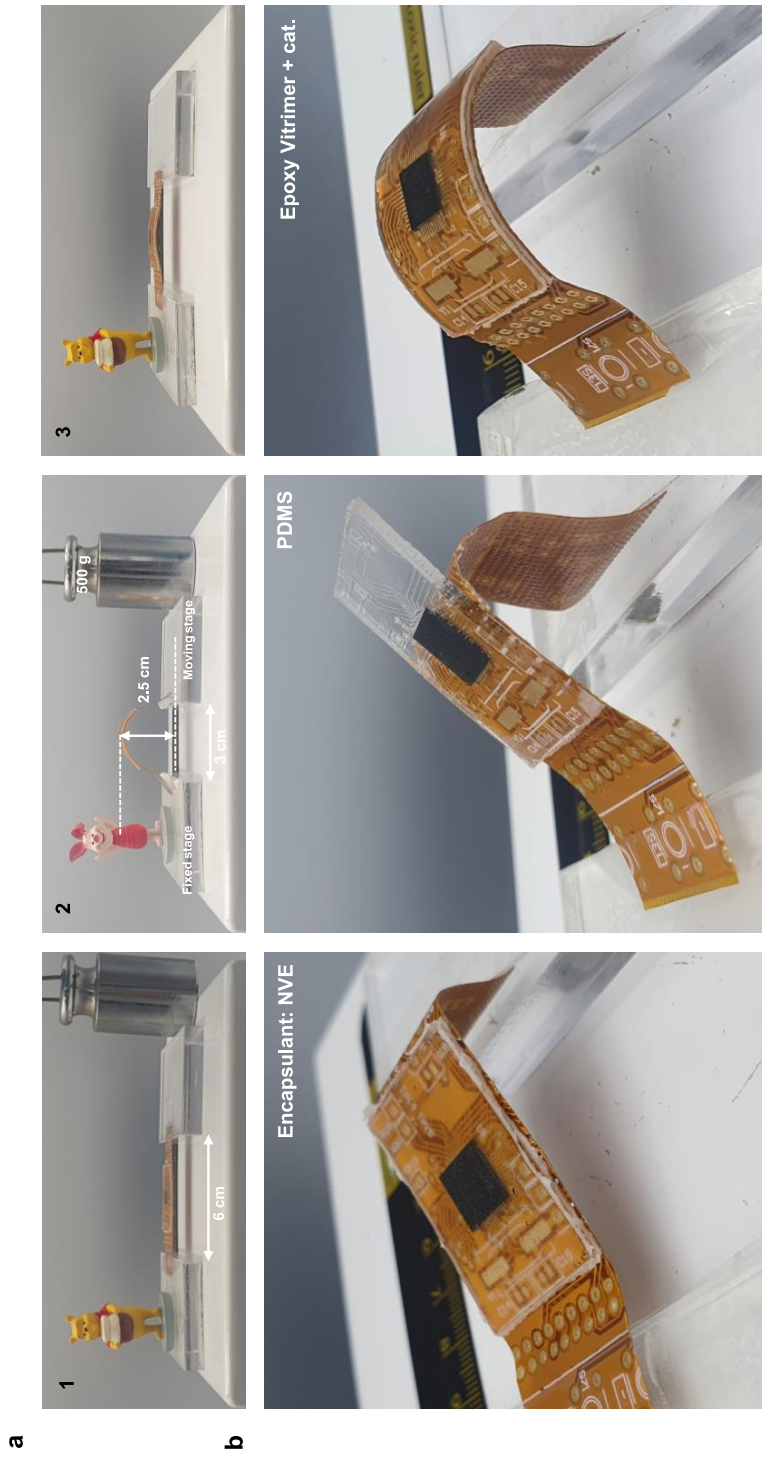 a
1
6 cm
2
Fixed stage
3 cm
2.5 cm
Moving stage
500 g
3
b
Encapsulant: NVE
PDMS
Epoxy Vitrimer + cat.
C15